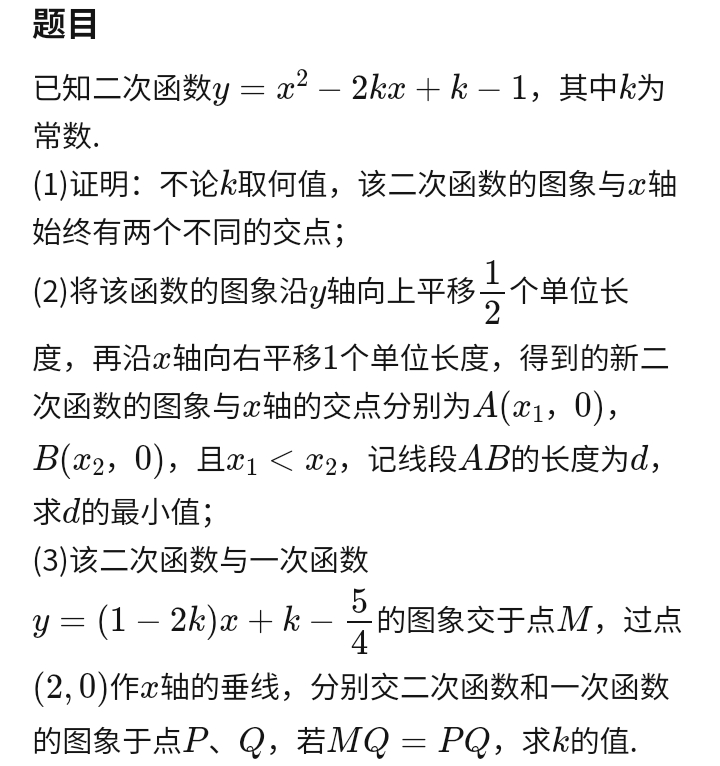 题目
已知二次函数y = x² − 2kx + k − 1，其中k为
常数.
(1)证明：不论k取何值，该二次函数的图象与x轴
始终有两个不同的交点；
(2)将该函数的图象沿y轴向上平移1/2个单位长
度，再沿x轴向右平移1个单位长度，得到的新二
次函数的图象与x轴的交点分别为A(x₁，0)，
B(x₂，0)，且x₁ < x₂，记线段AB的长度为d，
求d的最小值；
(3)该二次函数与一次函数
y = (1 − 2k)x + k − 5/4的图象交于点M，过点
(2,0)作x轴的垂线，分别交二次函数和一次函数
的图象于点P、Q，若MQ = PQ，求k的值.